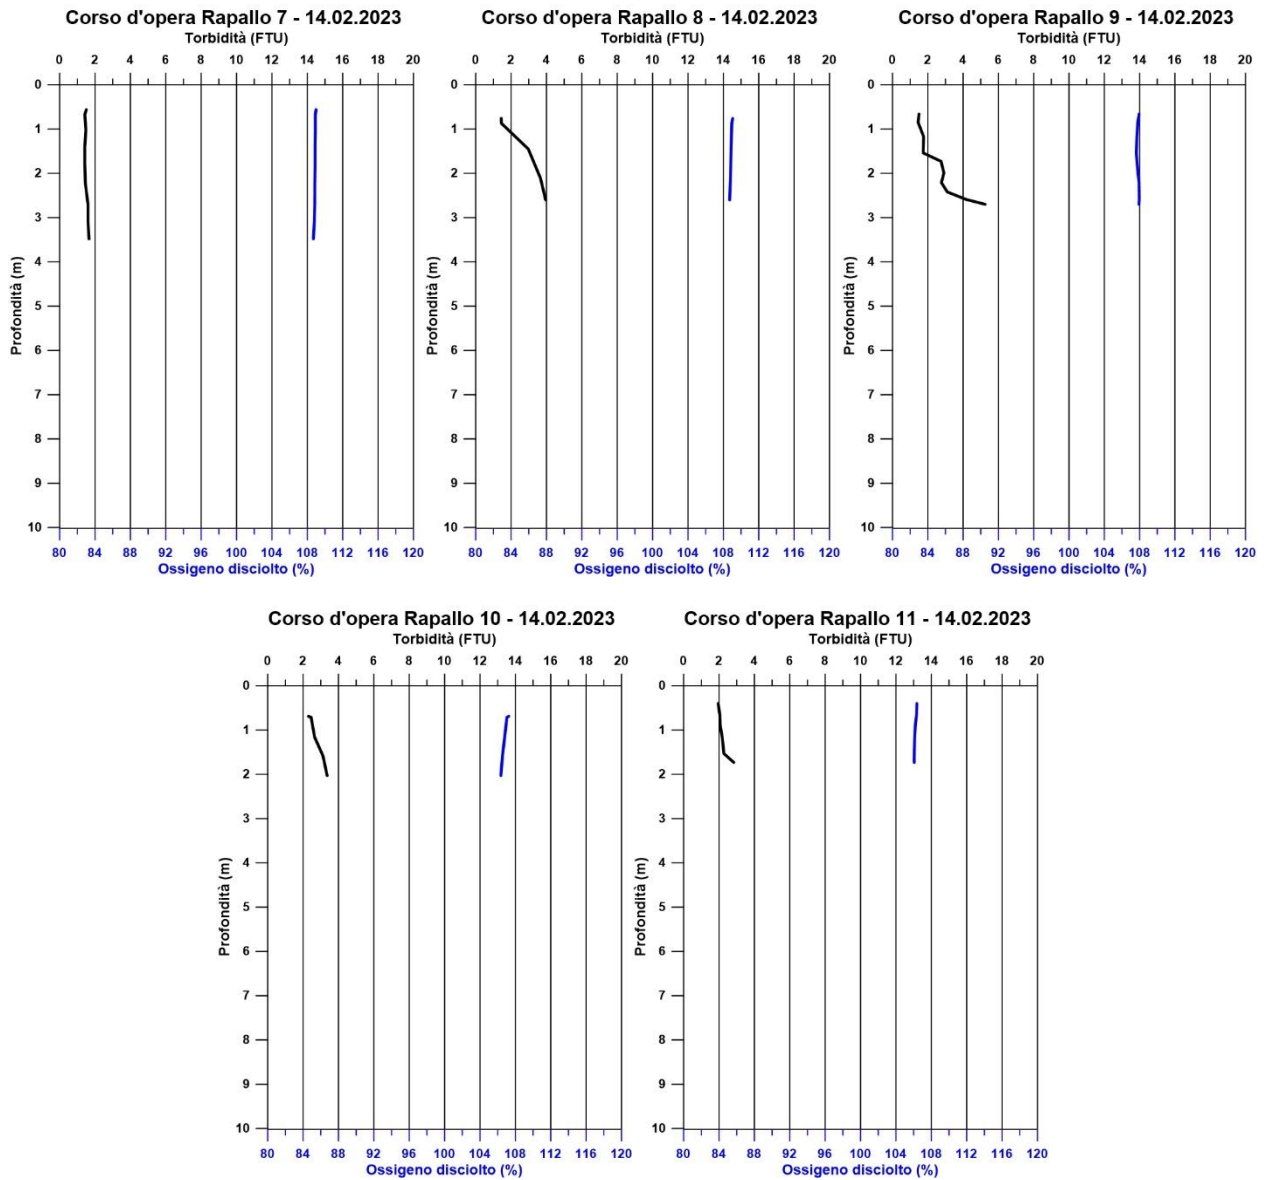 Corso d'opera Rapallo 7 - 14.02.2023
Torbidità (FTU)
0 2 4 6 8 10 12 14 16 18 20
0
1
2
3
4
5
6
7
8
9
10
Profondità (m)
80 84 88 92 96 100 104 108 112 116 120
Ossigeno disciolto (%)
Corso d'opera Rapallo 8 - 14.02.2023
Torbidità (FTU)
0 2 4 6 8 10 12 14 16 18 20
0
1
2
3
4
5
6
7
8
9
10
Profondità (m)
80 84 88 92 96 100 104 108 112 116 120
Ossigeno disciolto (%)
Corso d'opera Rapallo 9 - 14.02.2023
Torbidità (FTU)
0 2 4 6 8 10 12 14 16 18 20
0
1
2
3
4
5
6
7
8
9
10
Profondità (m)
80 84 88 92 96 100 104 108 112 116 120
Ossigeno disciolto (%)
Corso d'opera Rapallo 10 - 14.02.2023
Torbidità (FTU)
0 2 4 6 8 10 12 14 16 18 20
0
1
2
3
4
5
6
7
8
9
10
Profondità (m)
80 84 88 92 96 100 104 108 112 116 120
Ossigeno disciolto (%)
Corso d'opera Rapallo 11 - 14.02.2023
Torbidità (FTU)
0 2 4 6 8 10 12 14 16 18 20
0
1
2
3
4
5
6
7
8
9
10
Profondità (m)
80 84 88 92 96 100 104 108 112 116 120
Ossigeno disciolto (%)